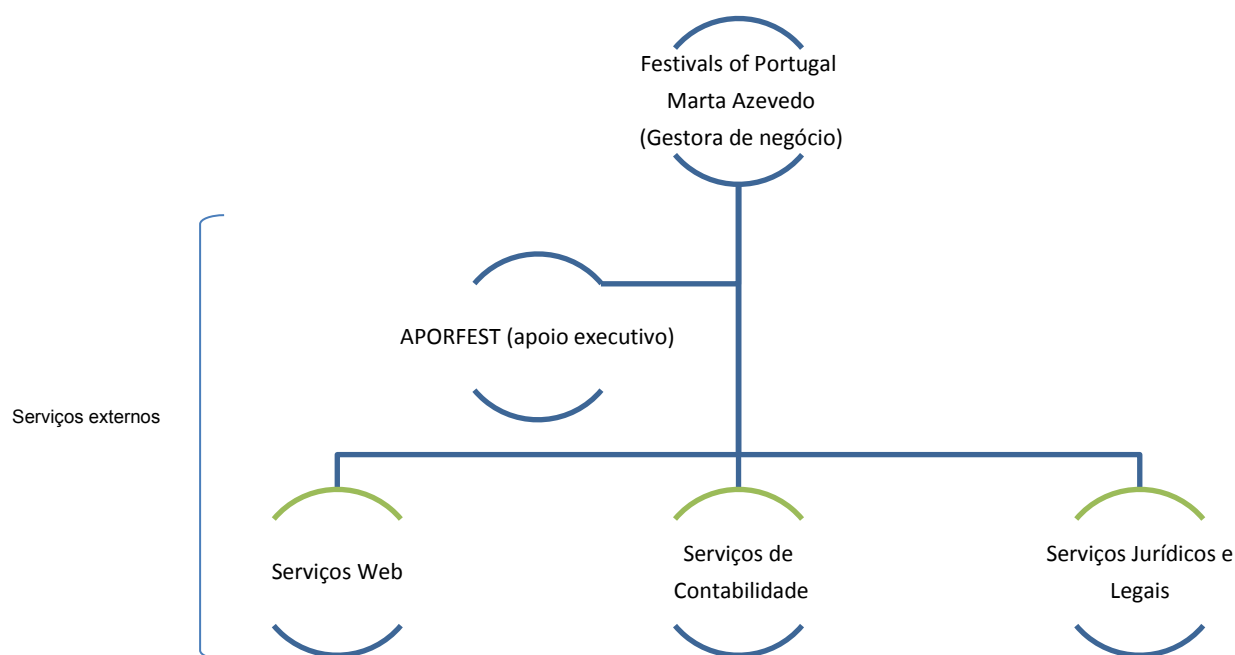 Festivals of Portugal
Marta Azevedo
(Gestora de negócio)
APORFEST (apoio executivo)
Serviços externos
Serviços Web
Serviços de
Contabilidade
Serviços Jurídicos e
Legais